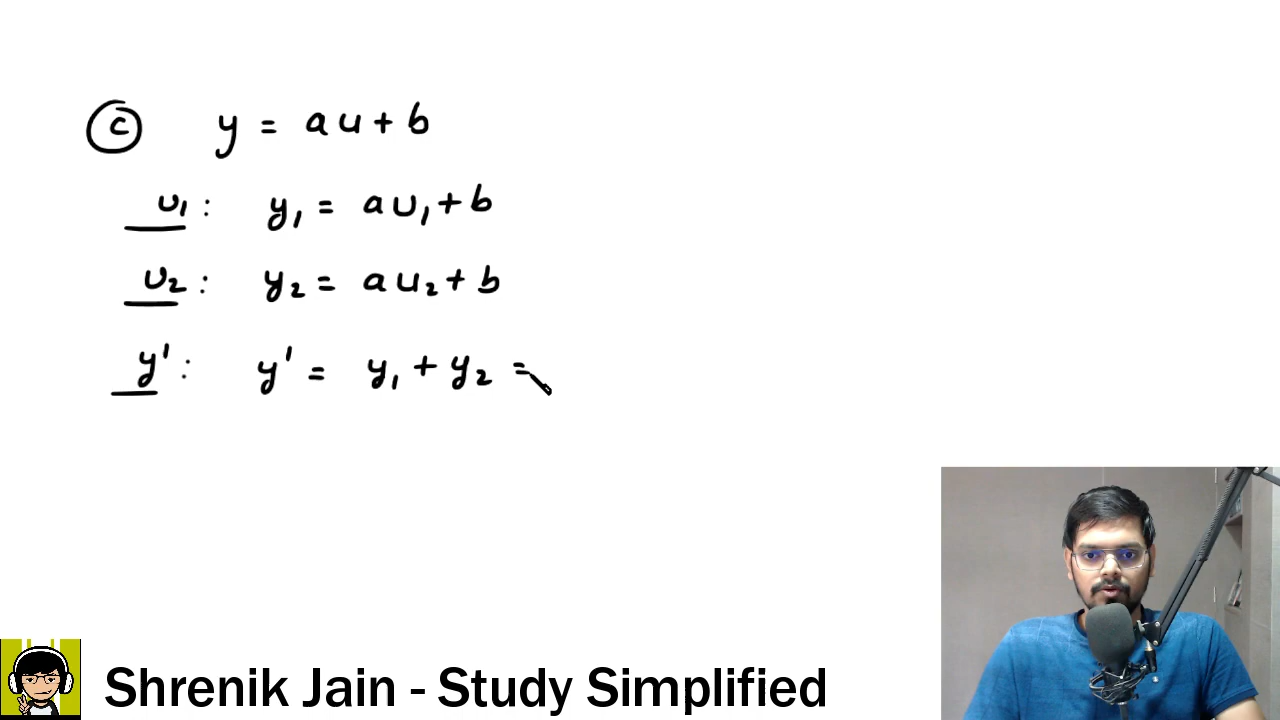 c y = au + b
u₁ : y₁ = au₁ + b
u₂ : y₂ = au₂ + b
y' : y' = y₁ + y₂ =
Shrenik Jain - Study Simplified